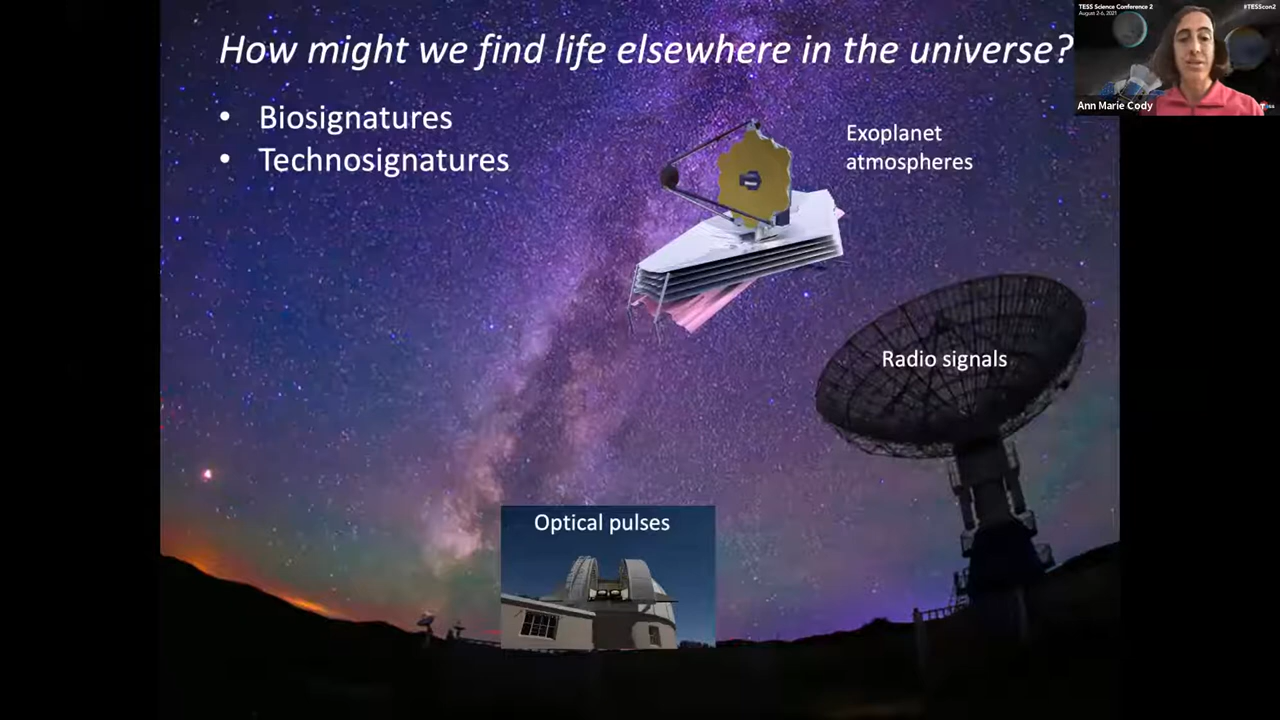 How might we find life elsewhere in the universe?
• Biosignatures
• Technosignatures
Exoplanet
atmospheres
Radio signals
Optical pulses
TESS Science Conference 2
August 2-6, 2021
#TESScon2
Ann Marie Cody